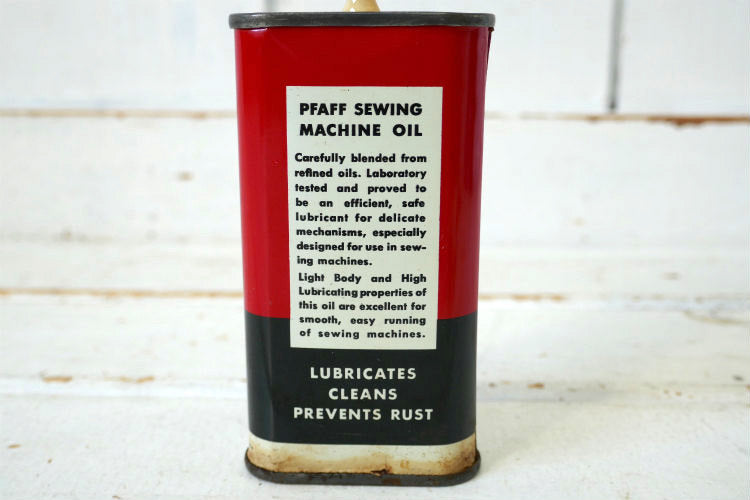 PFAFF SEWING
MACHINE OIL
Carefully blended from
refined oils. Laboratory
tested and proved to
be an efficient, safe
lubricant for delicate
mechanisms, especially
designed for use in sew-
ing machines.
Light Body and High
Lubricating properties of
this oil are excellent for
smooth, easy running
of sewing machines.
LUBRICATES
CLEANS
PREVENTS RUST